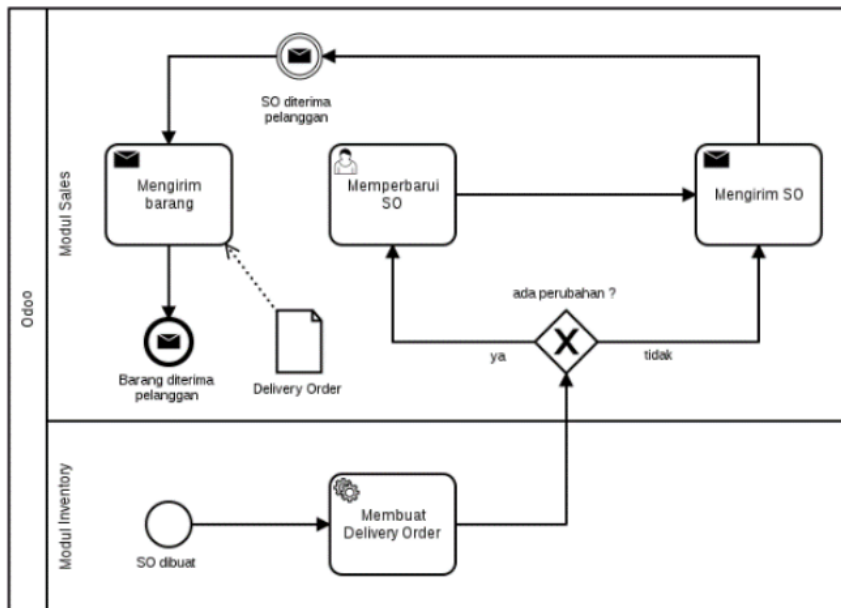 Odoo
Modul Sales
SO diterima
pelanggan
Mengirim
barang
Memperbarui
SO
Mengirim SO
ada perubahan ?
ya
tidak
Barang diterima
pelanggan
Delivery Order
Modul Inventory
SO dibuat
Membuat
Delivery Order